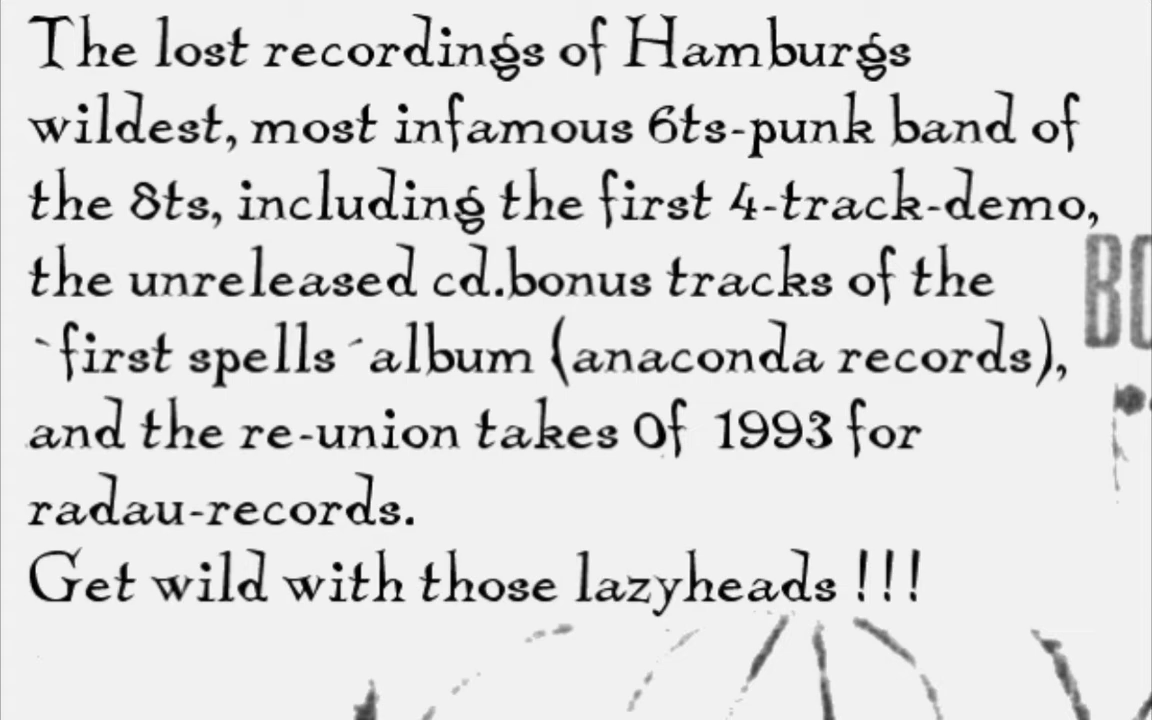 The lost recordings of Hamburgs
wildest, most infamous 6ts-punk band of
the 8ts, including the first 4-track-demo,
the unreleased cd.bonus tracks of the
`first spells ´album (anaconda records),
and the re-union takes Of 1993 for
radau-records.
Get wild with those lazyheads !!!